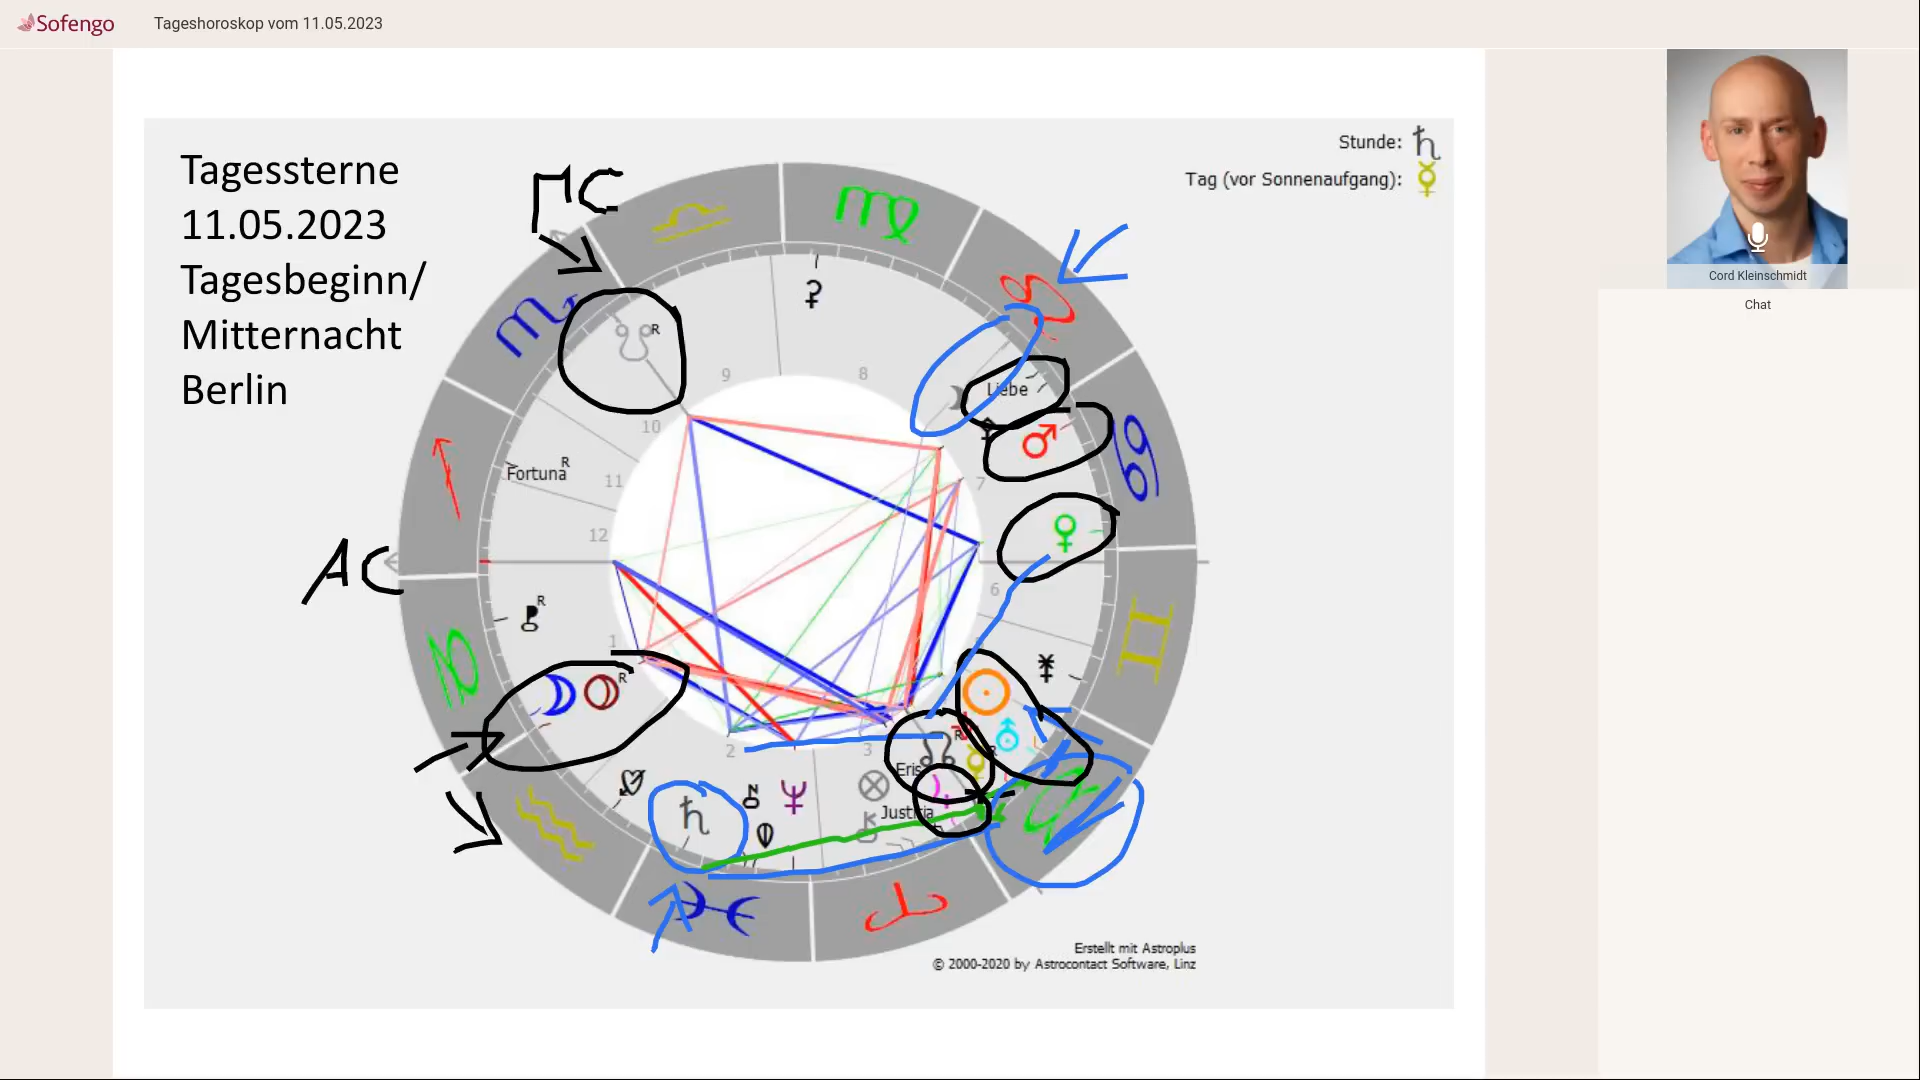 Sofengo
Tageshoroskop vom 11.05.2023
Tagessterne
11.05.2023
Tagesbeginn/
Mitternacht
Berlin
Stunde:
Tag (vor Sonnenaufgang):
MC
AC
9
8
10
11
12
7
6
1
2
3
R
Liebe
Fortuna R
R
R
R
R
Eris
Justitia
Erstellt mit Astroplus
© 2000-2020 by Astrocontact Software, Linz
Cord Kleinschmidt
Chat